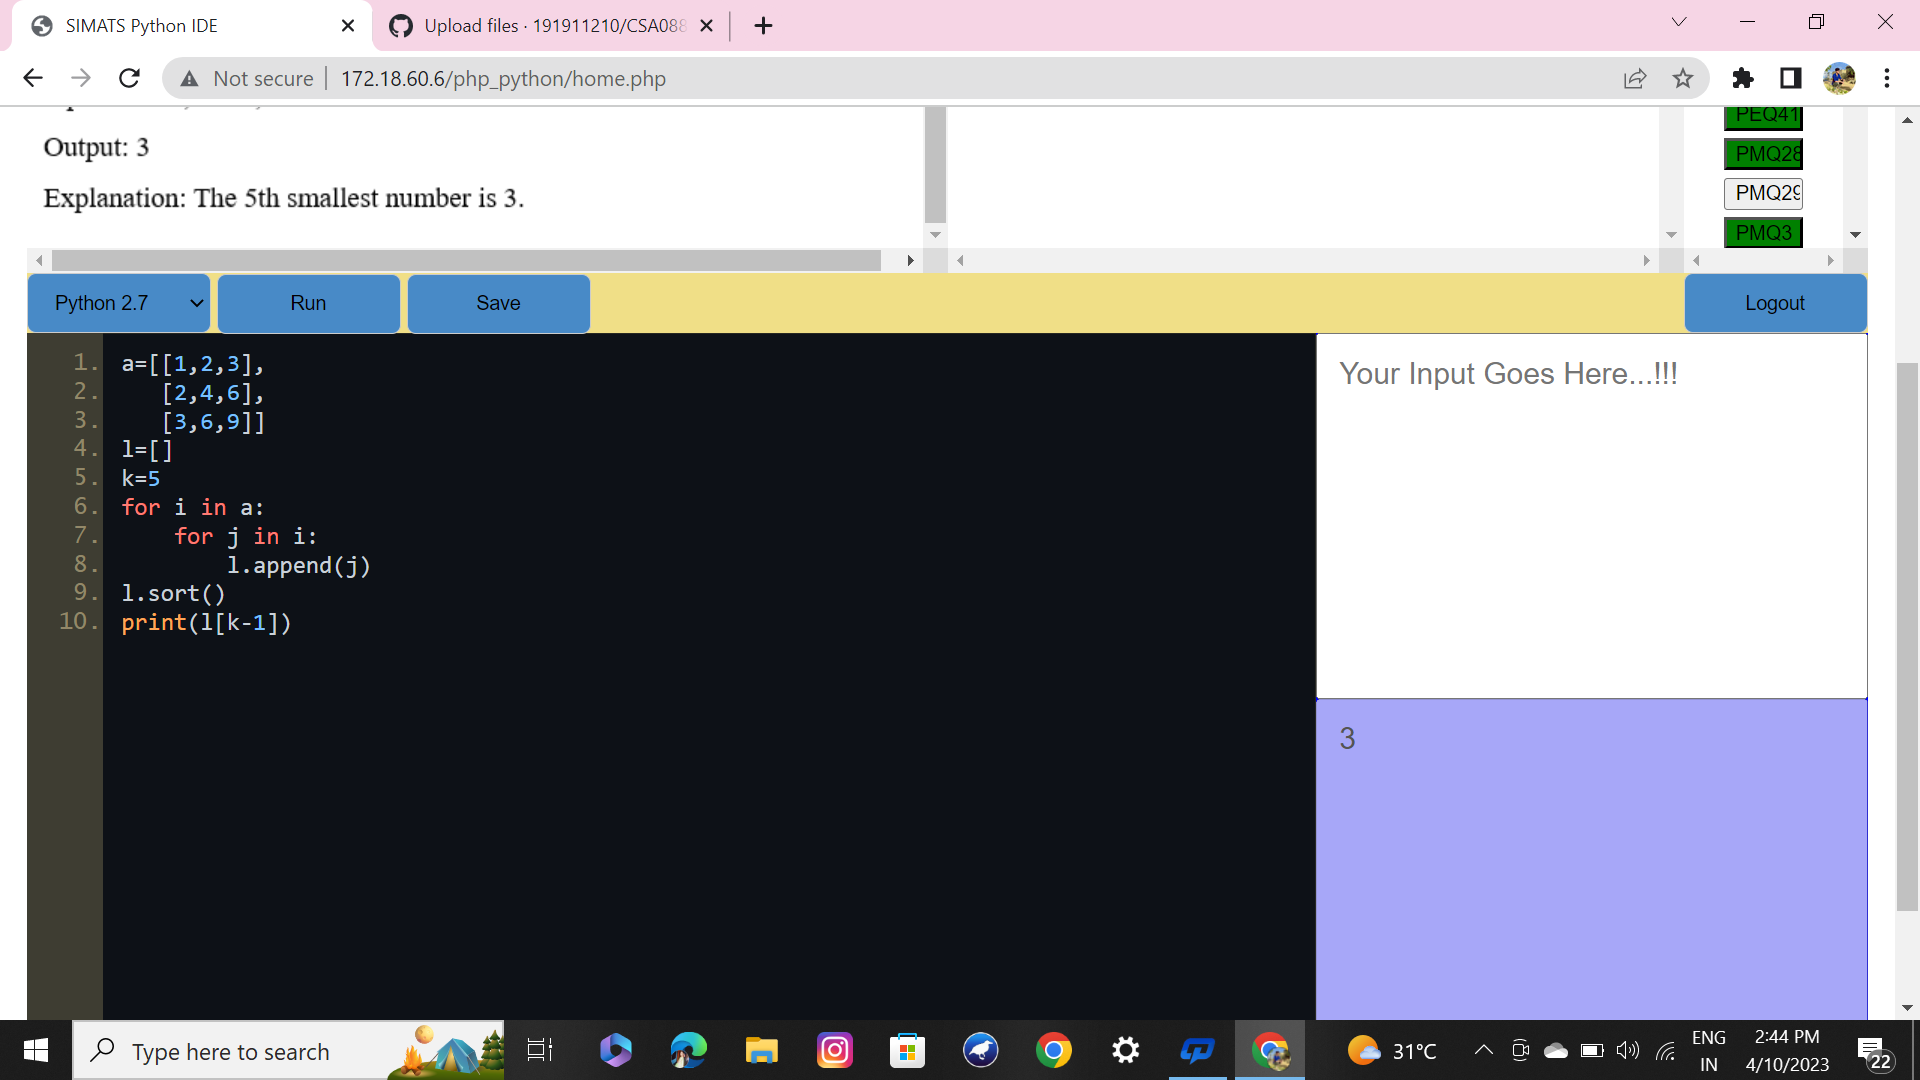 SIMATS Python IDE
Upload files · 191911210/CSA088
Not secure
172.18.60.6/php_python/home.php
Output: 3
Explanation: The 5th smallest number is 3.
PEQ41
PMQ28
PMQ29
PMQ3
Python 2.7
Run
Save
Logout
1. a=[[1,2,3],
2.    [2,4,6],
3.    [3,6,9]]
4. l=[]
5. k=5
6. for i in a:
7.     for j in i:
8.         l.append(j)
9. l.sort()
10. print(l[k-1])
Your Input Goes Here...!!!
3
Type here to search
31°C
ENG
IN
2:44 PM
4/10/2023
22